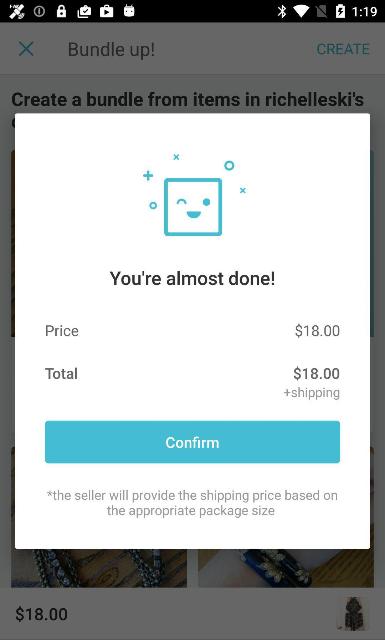 1:19
Bundle up!
CREATE
Create a bundle from items in richelleski's
You're almost done!
Price $18.00
Total $18.00
+shipping
Confirm
*the seller will provide the shipping price based on
the appropriate package size
$18.00